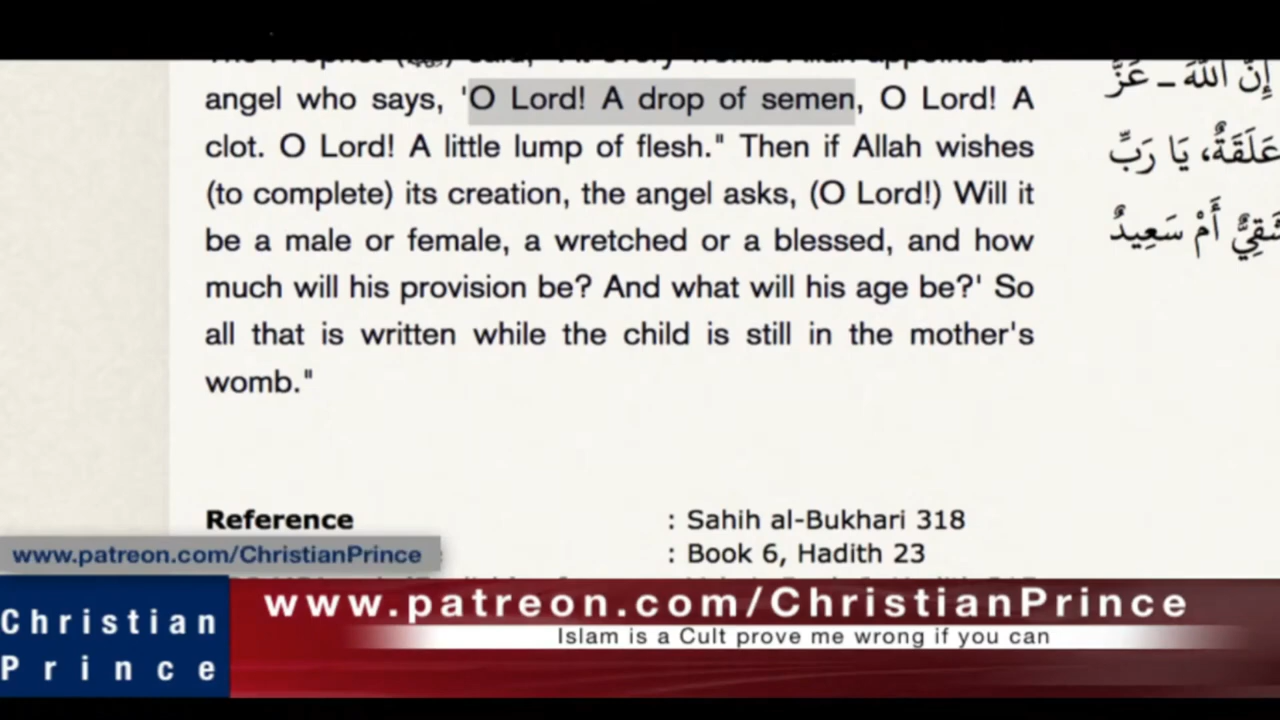 angel who says, 'O Lord! A drop of semen, O Lord! A
clot. O Lord! A little lump of flesh." Then if Allah wishes
(to complete) its creation, the angel asks, (O Lord!) Will it
be a male or female, a wretched or a blessed, and how
much will his provision be? And what will his age be?' So
all that is written while the child is still in the mother's
womb."
إِنَّ اللَّهَ ـ عَزَّ
عَلَقَةٌ، يَا رَبِّ
أَمْ سَعِيدٌ
Reference : Sahih al-Bukhari 318
: Book 6, Hadith 23
www.patreon.com/ChristianPrince
Christian
Prince
www.patreon.com/ChristianPrince
Islam is a Cult prove me wrong if you can